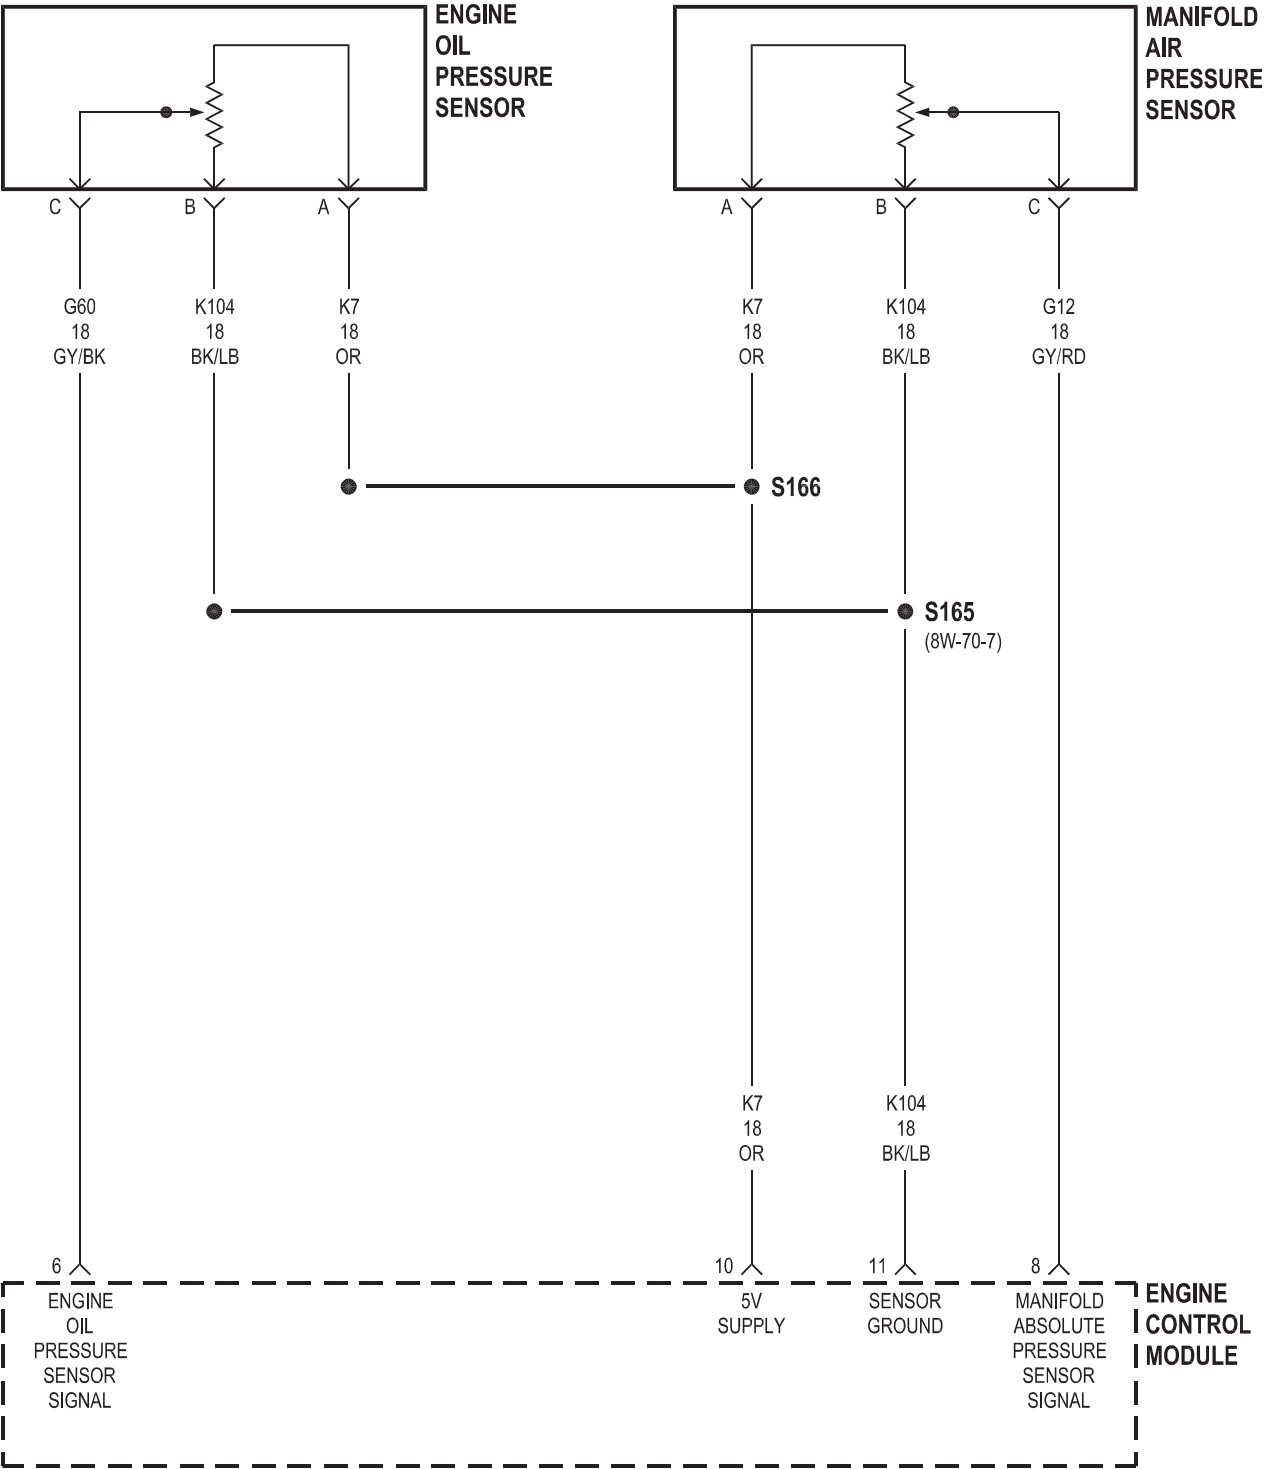 ENGINE
OIL
PRESSURE
SENSOR
MANIFOLD
AIR
PRESSURE
SENSOR
C
B
A
A
B
C
G60
18
GY/BK
K104
18
BK/LB
K7
18
OR
K7
18
OR
K104
18
BK/LB
G12
18
GY/RD
S166
S165
(8W-70-7)
K7
18
OR
K104
18
BK/LB
6
10
11
8
ENGINE
OIL
PRESSURE
SENSOR
SIGNAL
5V
SUPPLY
SENSOR
GROUND
MANIFOLD
ABSOLUTE
PRESSURE
SENSOR
SIGNAL
ENGINE
CONTROL
MODULE